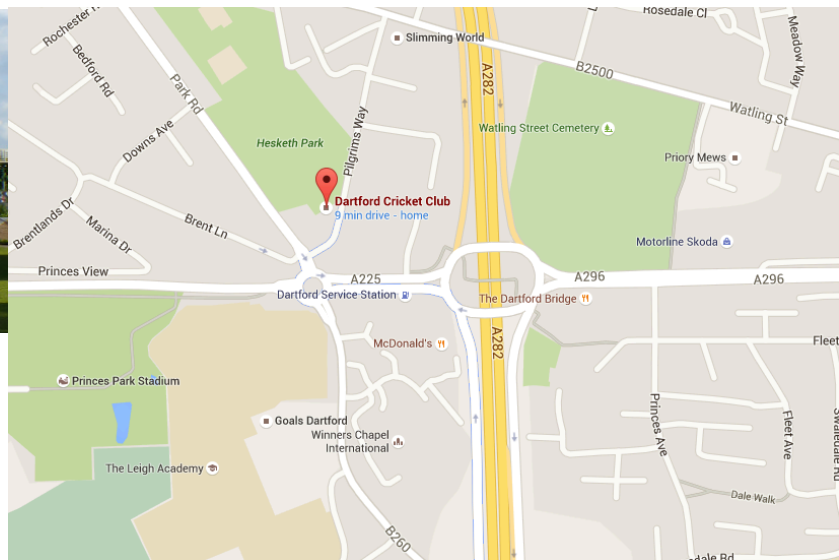 Rosedale Cl
Meadow Way
Rochester
Bedford Rd
Park Rd
Slimming World
A282
B2500
Watling St
Downs Ave
Hesketh Park
Pilgrims Way
Watling Street Cemetery
Priory Mews
Dartford Cricket Club
9 min drive - home
Brentlands Dr
Marina Dr
Brent Ln
Motorline Skoda
Princes View
A225
A296
A296
Dartford Service Station
The Dartford Bridge
McDonald's
A282
Fleet
Princes Park Stadium
Princes Ave
Fleet Ave
Goals Dartford
Winners Chapel
International
The Leigh Academy
Dale Walk
B260